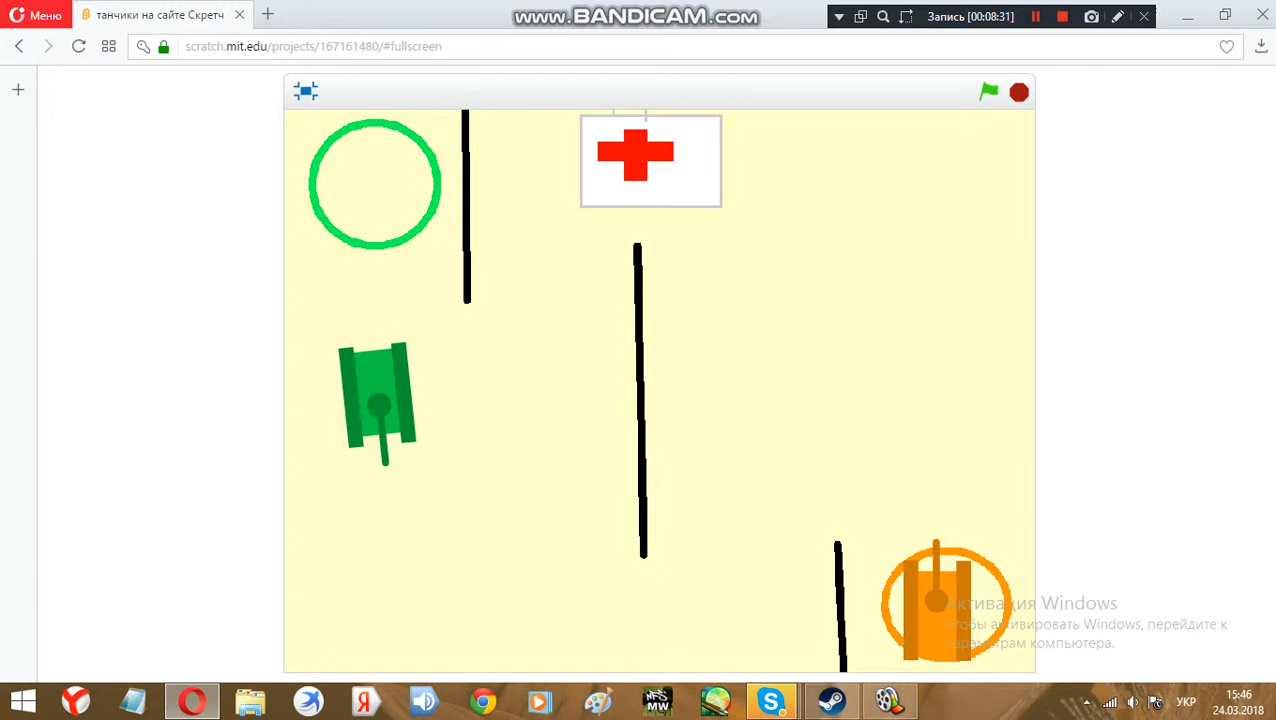 Меню
танчики на сайте Скретч
www.BANDICAM.com
Запись [00:08:31]
scratch.mit.edu/projects/167161480/#fullscreen
Активация Windows
Чтобы активировать Windows, перейдите к
параметрам компьютера.
УКР
15:46
24.03.2018